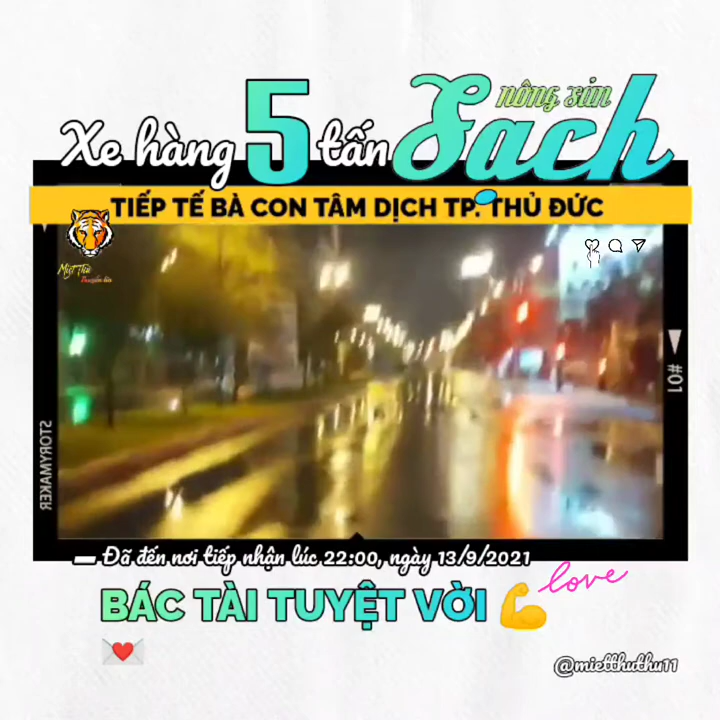 nông sản
Xe hàng 5 tấn Sạch
TIẾP TẾ BÀ CON TÂM DỊCH TP. THỦ ĐỨC
#01
STORYMAKER
Đã đến nơi tiếp nhận lúc 22:00, ngày 13/9/2021
love
BÁC TÀI TUYỆT VỜI
@mietthuthu11